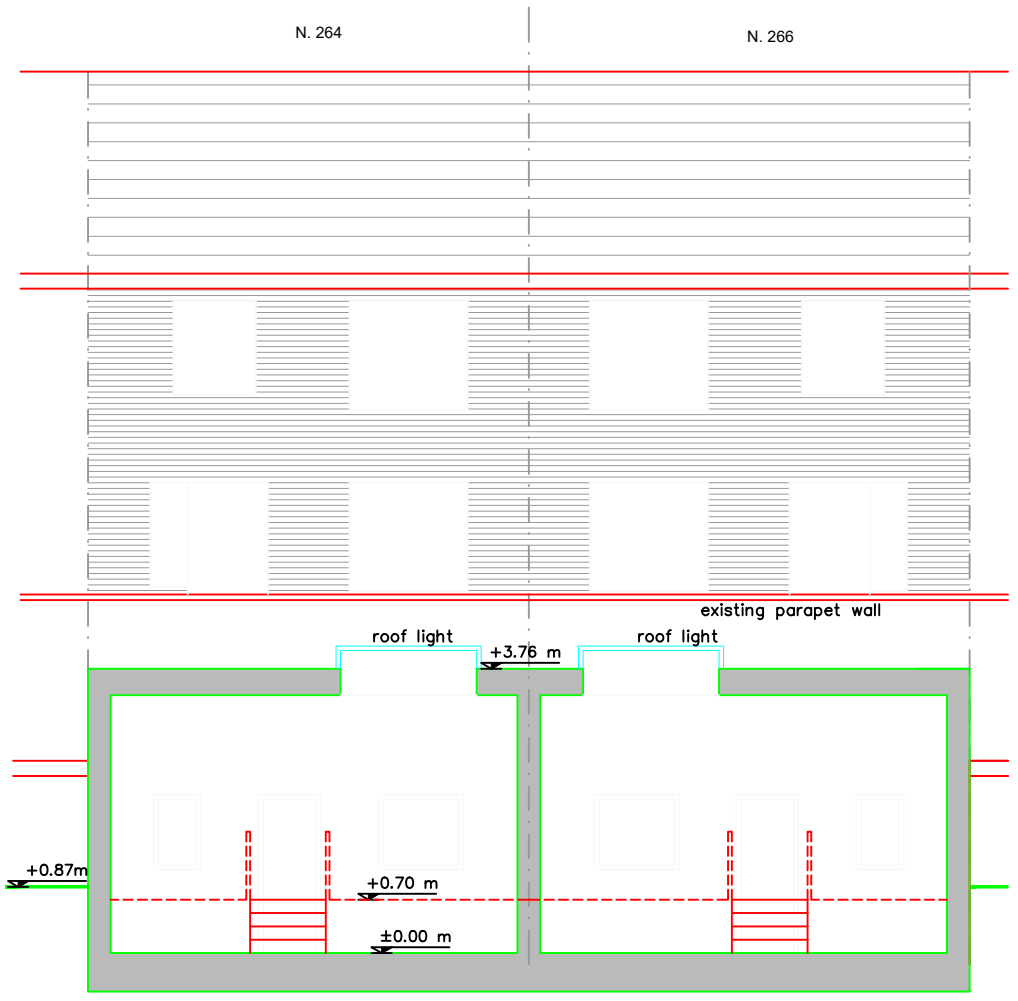 N. 264
N. 266
existing parapet wall
roof light
roof light
+3.76 m
+0.87m
+0.70 m
±0.00 m